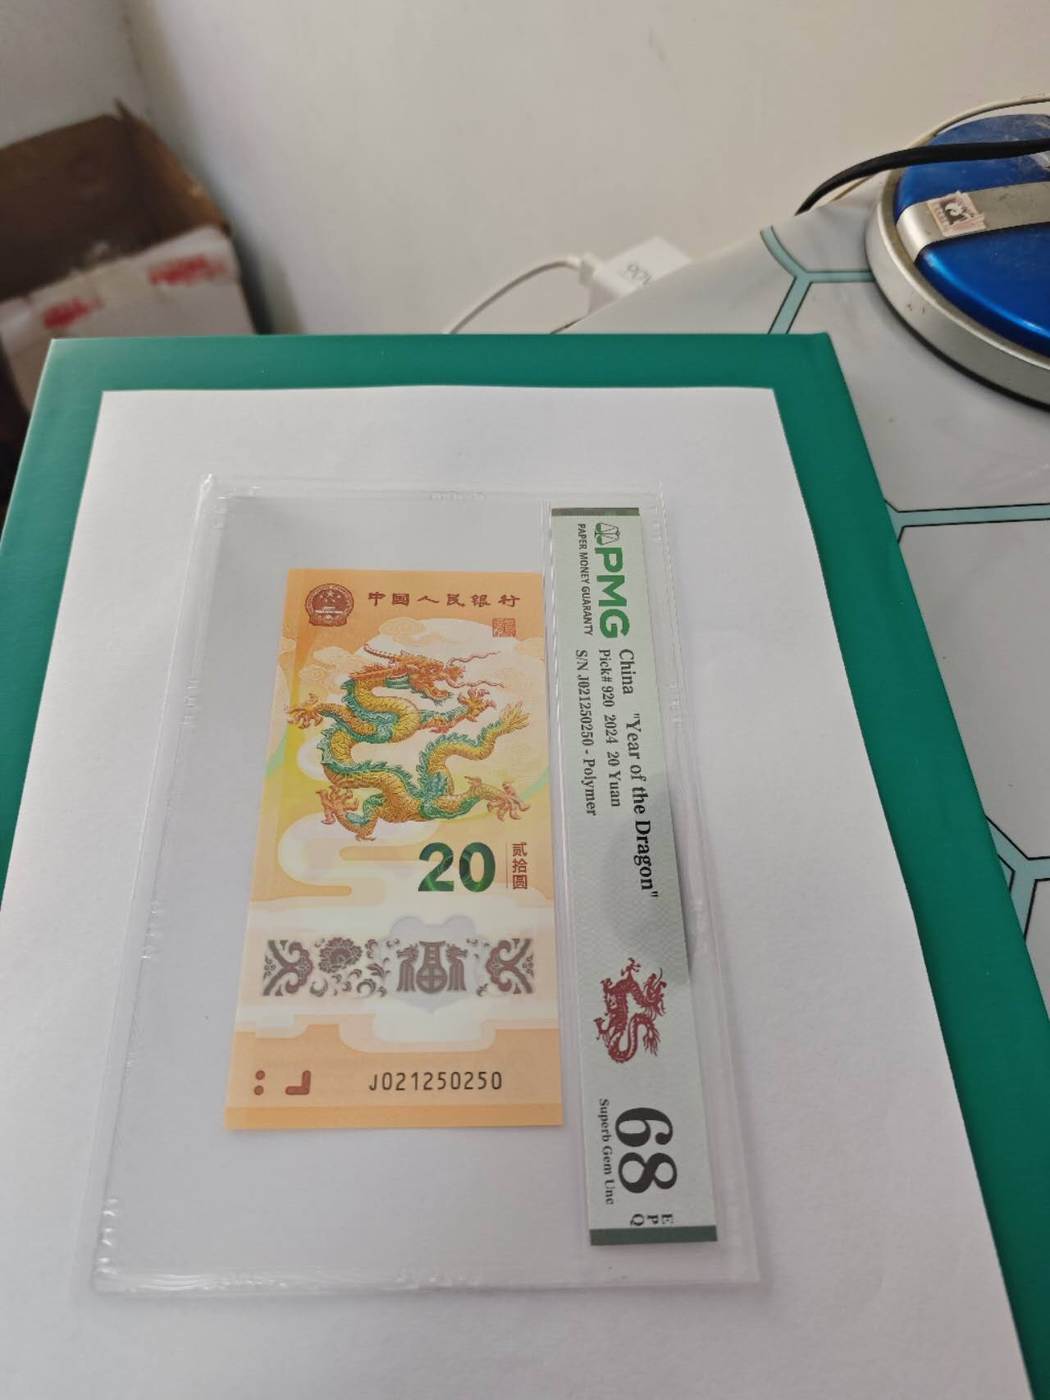 中國人民银行
20
贰拾圆
J021250250
PMG
PAPER MONEY GUARANTY
China "Year of the Dragon"
Pick# 920 2024 20 Yuan
S/N J021250250 - Polymer
68
EPQ
Superb Gem Unc